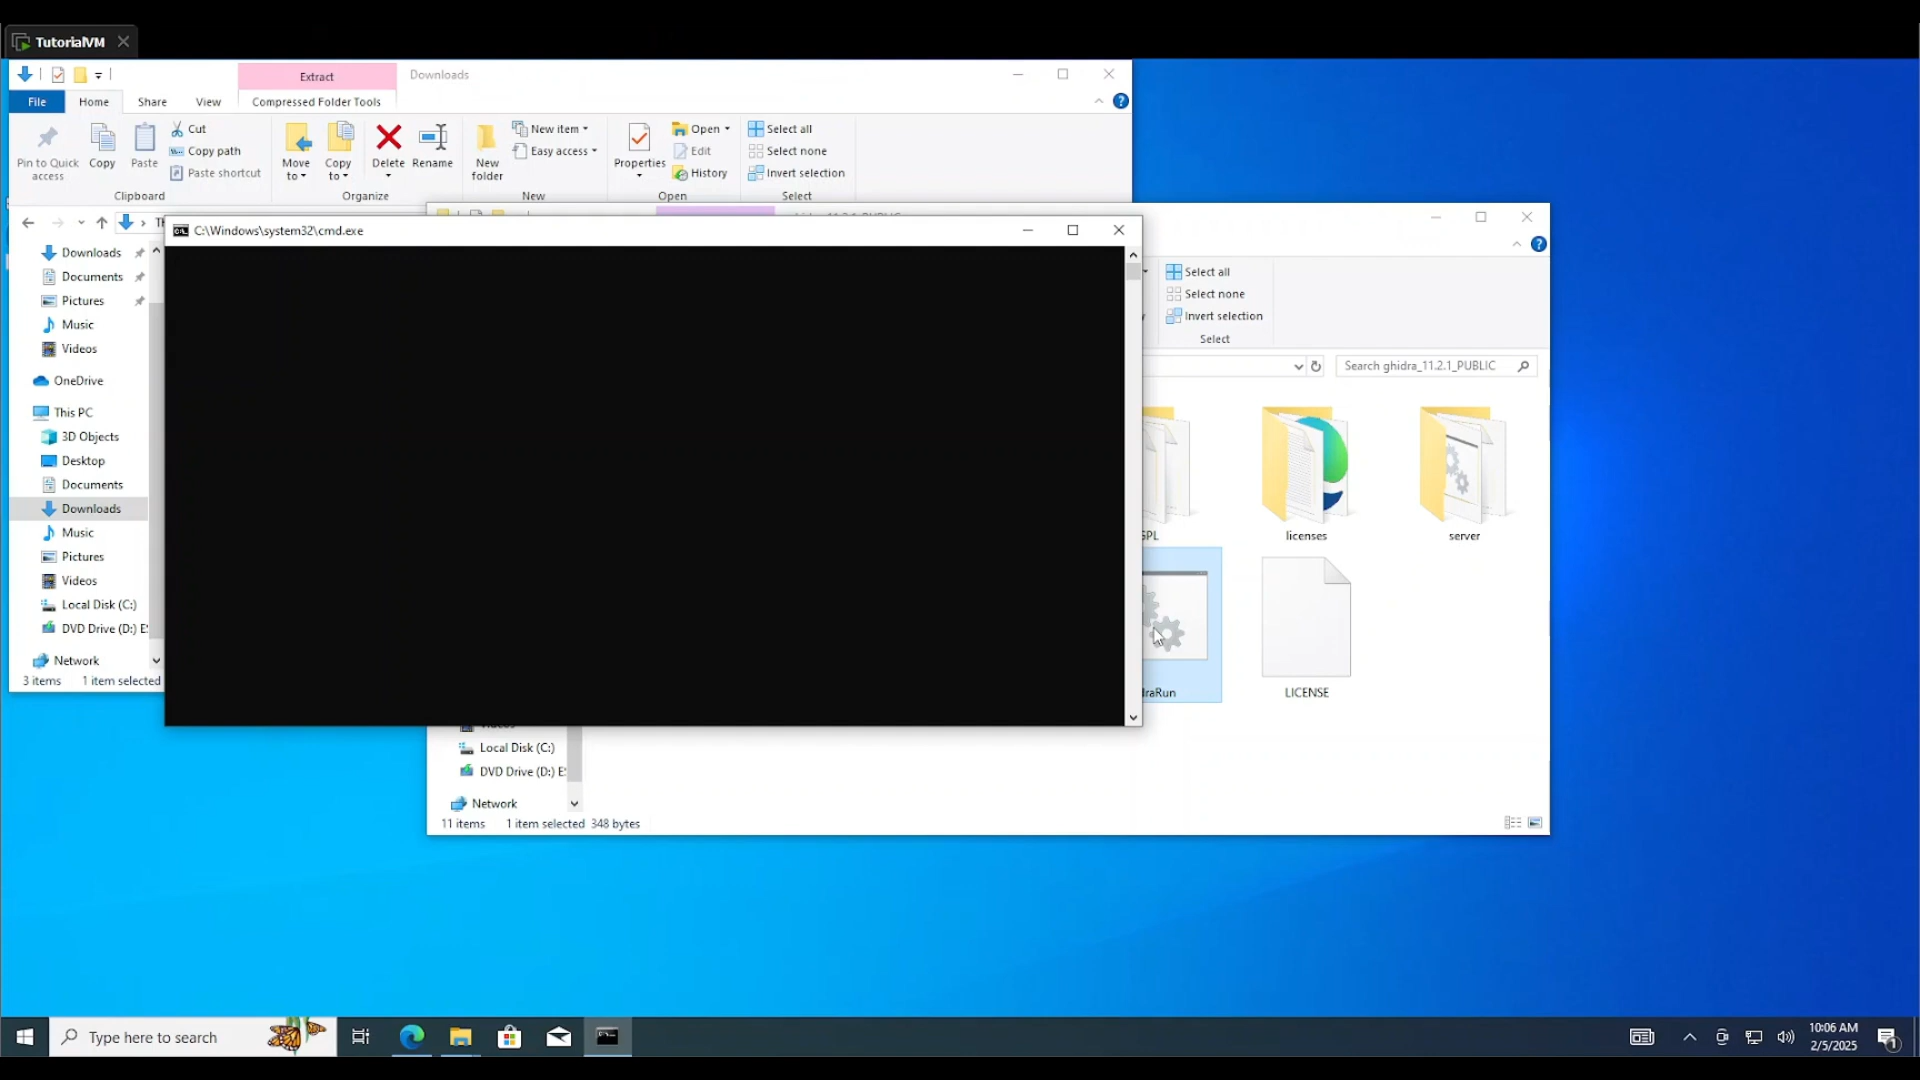 TutorialVM
Extract
Downloads
File
Home
Share
View
Compressed Folder Tools
Pin to Quick access
Copy
Paste
Cut
Copy path
Paste shortcut
Clipboard
Move to
Copy to
Delete
Rename
Organize
New folder
New item
Easy access
New
Properties
Open
Edit
History
Open
Select all
Select none
Invert selection
Select
C:\Windows\system32\cmd.exe
Downloads
Documents
Pictures
Music
Videos
OneDrive
This PC
3D Objects
Desktop
Documents
Downloads
Music
Pictures
Videos
Local Disk (C:)
DVD Drive (D:) E
Network
3 items
1 item selected
Select all
Select none
Invert selection
Select
Search ghidra_11.2.1_PUBLIC
GPL
licenses
server
draRun
LICENSE
Local Disk (C:)
DVD Drive (D:) E
Network
11 items
1 item selected 348 bytes
Type here to search
10:06 AM
2/5/2025
1